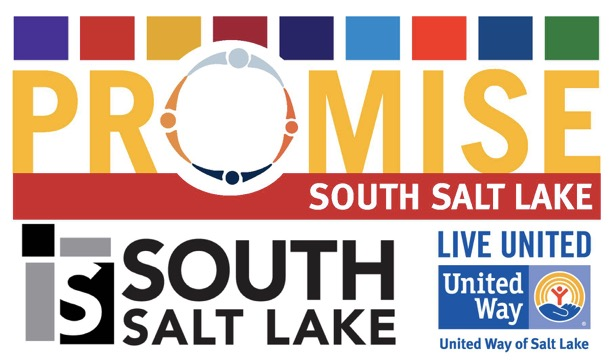 PROMISE
SOUTH SALT LAKE
S SOUTH
SALT LAKE
LIVE UNITED
United
Way
®
United Way of Salt Lake